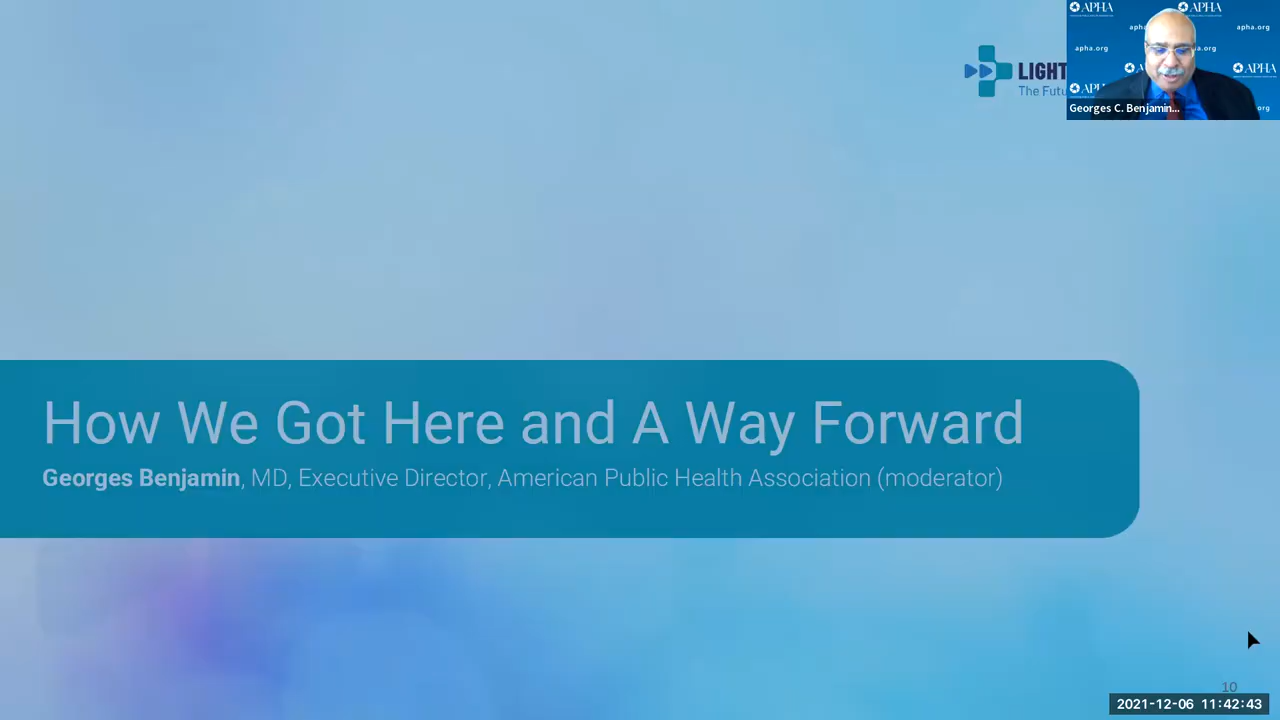 APHA
APHA
apha.org
apha.org
APHA
APHA
LIGHT
The Futu
Georges C. Benjamin...
org
How We Got Here and A Way Forward
Georges Benjamin, MD, Executive Director, American Public Health Association (moderator)
10
2021-12-06 11:42:43